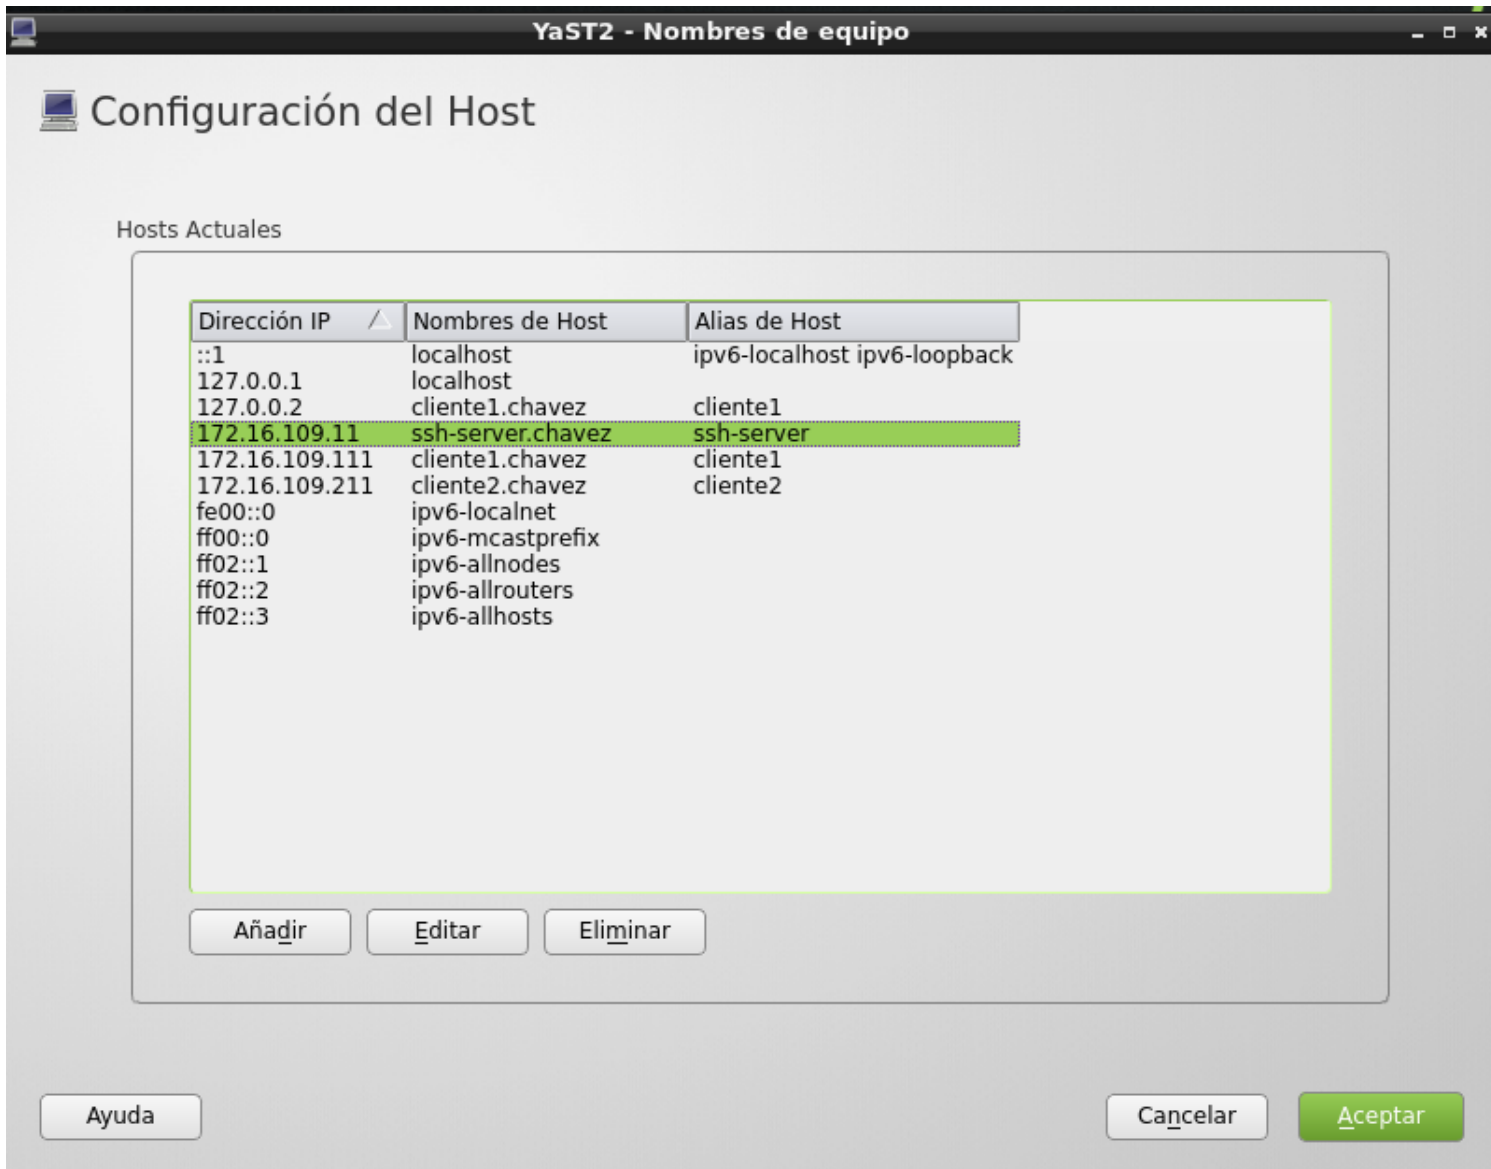 YaST2 - Nombres de equipo
Configuración del Host
Hosts Actuales
Dirección IP Nombres de Host Alias de Host
::1 localhost ipv6-localhost ipv6-loopback
127.0.0.1 localhost
127.0.0.2 cliente1.chavez cliente1
172.16.109.11 ssh-server.chavez ssh-server
172.16.109.111 cliente1.chavez cliente1
172.16.109.211 cliente2.chavez cliente2
fe00::0 ipv6-localnet
ff00::0 ipv6-mcastprefix
ff02::1 ipv6-allnodes
ff02::2 ipv6-allrouters
ff02::3 ipv6-allhosts
Añadir Editar Eliminar
Ayuda Cancelar Aceptar